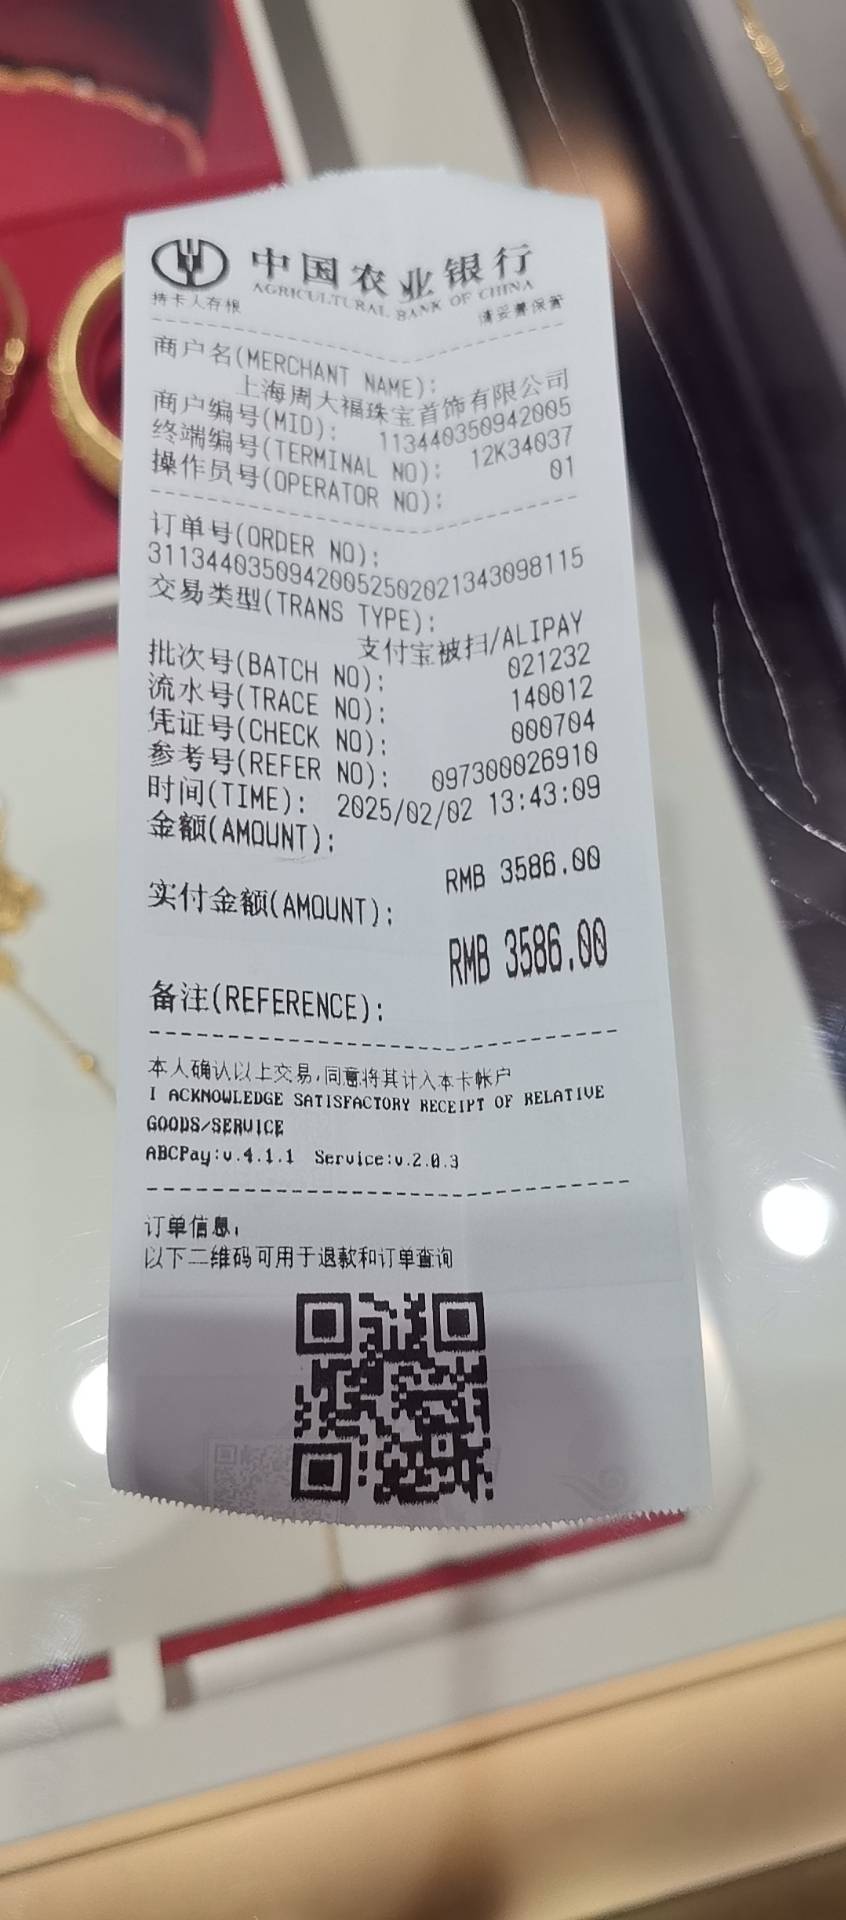 中国农业银行
AGRICULTURAL BANK OF CHINA
持卡人存根 请妥善保管
商户名(MERCHANT NAME):
上海周大福珠宝首饰有限公司
商户编号(MID): 113440350942005
终端编号(TERMINAL NO): 12K34037
操作员号(OPERATOR NO): 01
订单号(ORDER NO):
31134403509420052502021343098115
交易类型(TRANS TYPE):
支付宝被扫/ALIPAY
批次号(BATCH NO): 021232
流水号(TRACE NO): 140012
凭证号(CHECK NO): 000704
参考号(REFER NO): 097300026910
时间(TIME): 2025/02/02 13:43:09
金额(AMOUNT):
RMB 3586.00
实付金额(AMOUNT):
RMB 3586.00
备注(REFERENCE):
本人确认以上交易,同意将其计入本卡帐户
I ACKNOWLEDGE SATISFACTORY RECEIPT OF RELATIVE
GOODS/SERVICE
ABCPay:v.4.1.1 Service:v.2.0.3
订单信息:
以下二维码可用于退款和订单查询